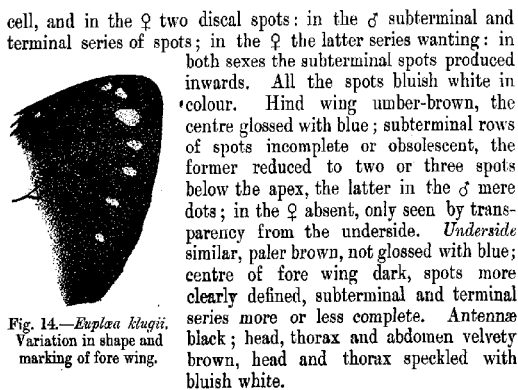 cell, and in the ♀ two discal spots : in the ♂ subterminal and
terminal series of spots ; in the ♀ the latter series wanting : in
both sexes the subterminal spots produced
inwards. All the spots bluish white in
colour. Hind wing umber-brown, the
centre glossed with blue ; subterminal rows
of spots incomplete or obsolescent, the
former reduced to two or three spots
below the apex, the latter in the ♂ mere
dots ; in the ♀ absent, only seen by trans-
parency from the underside. Underside
similar, paler brown, not glossed with blue ;
centre of fore wing dark, spots more
clearly defined, subterminal and terminal
series more or less complete. Antennæ
black ; head, thorax and abdomen velvety
brown, head and thorax speckled with
bluish white.
Fig. 14.—Euplœa klugii.
Variation in shape and
marking of fore wing.